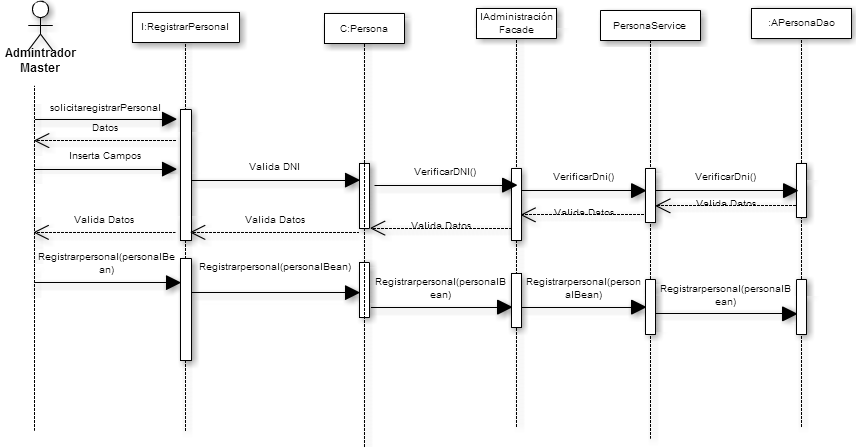 I:RegistrarPersonal
C:Persona
IAdministración
Facade
PersonaService
:APersonaDao
Admintrador
Master
solicitaregistrarPersonal
Datos
Inserta Campos
Valida DNI
VerificarDNI()
VerificarDni()
VerificarDni()
Valida Datos
Valida Datos
Valida Datos
Valida Datos
Valida Datos
Registrarpersonal(personalBe
an)
Registrarpersonal(personalBean)
Registrarpersonal(personalB
ean)
Registrarpersonal(person
alBean)
Registrarpersonal(personalB
ean)